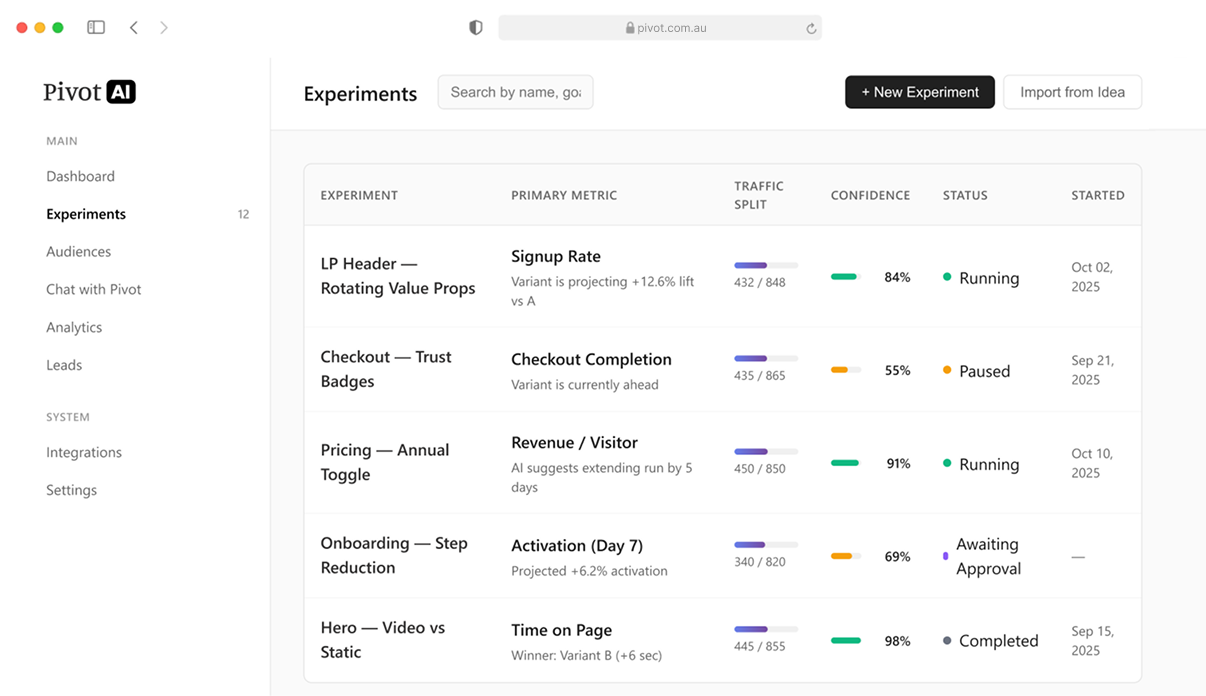 pivot.com.au
Pivot AI
MAIN
Dashboard
Experiments 12
Audiences
Chat with Pivot
Analytics
Leads
SYSTEM
Integrations
Settings
Experiments
Search by name, goa
+ New Experiment
Import from Idea
EXPERIMENT
PRIMARY METRIC
TRAFFIC
SPLIT
CONFIDENCE
STATUS
STARTED
LP Header —
Rotating Value Props
Signup Rate
Variant is projecting +12.6% lift
vs A
432 / 848
84%
Running
Oct 02,
2025
Checkout — Trust
Badges
Checkout Completion
Variant is currently ahead
435 / 865
55%
Paused
Sep 21,
2025
Pricing — Annual
Toggle
Revenue / Visitor
AI suggests extending run by 5
days
450 / 850
91%
Running
Oct 10,
2025
Onboarding — Step
Reduction
Activation (Day 7)
Projected +6.2% activation
340 / 820
69%
Awaiting
Approval
—
Hero — Video vs
Static
Time on Page
Winner: Variant B (+6 sec)
445 / 855
98%
Completed
Sep 15,
2025